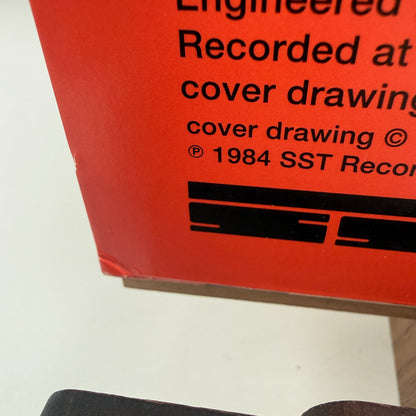 Engineered
Recorded at
cover drawing
cover drawing ©
℗ 1984 SST Recor